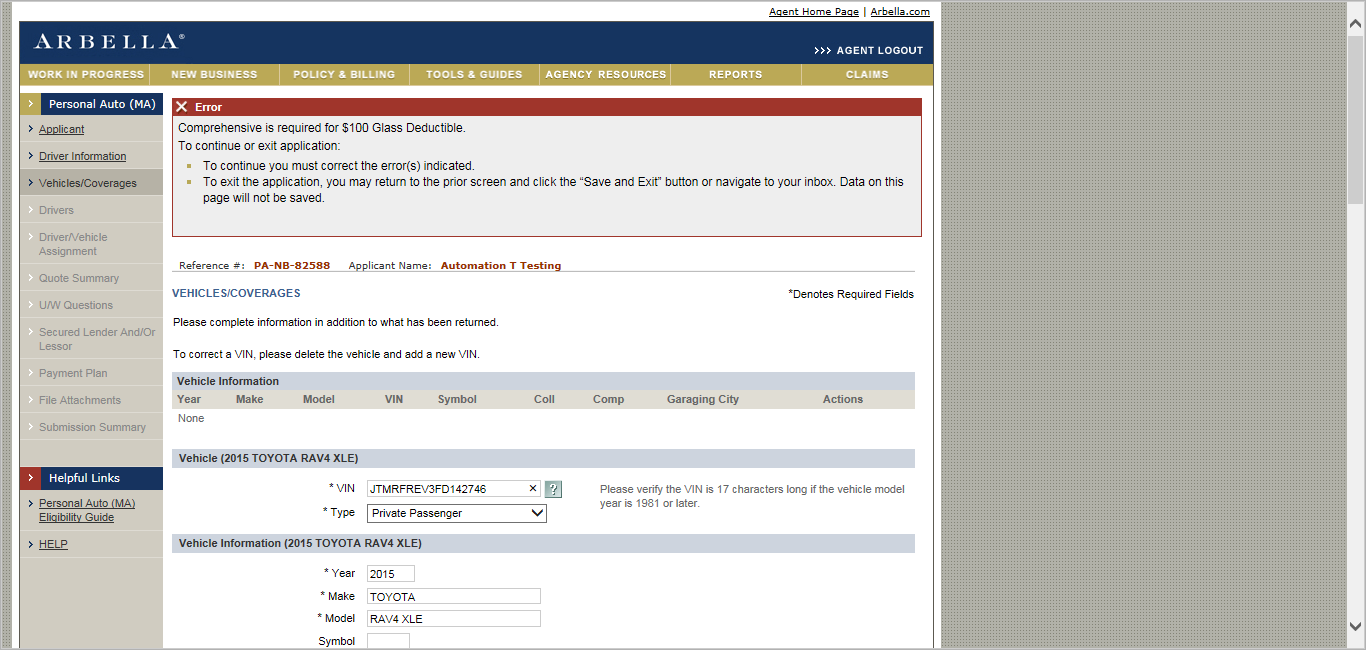 Agent Home Page | Arbella.com
ARBELLA®
>>> AGENT LOGOUT
WORK IN PROGRESS NEW BUSINESS POLICY & BILLING TOOLS & GUIDES AGENCY RESOURCES REPORTS CLAIMS
Personal Auto (MA)
Applicant
Driver Information
Vehicles/Coverages
Drivers
Driver/Vehicle
Assignment
Quote Summary
U/W Questions
Secured Lender And/Or
Lessor
Payment Plan
File Attachments
Submission Summary
Helpful Links
Personal Auto (MA)
Eligibility Guide
HELP
Error
Comprehensive is required for $100 Glass Deductible.
To continue or exit application:
To continue you must correct the error(s) indicated.
To exit the application, you may return to the prior screen and click the “Save and Exit” button or navigate to your inbox. Data on this
page will not be saved.
Reference #: PA-NB-82588 Applicant Name: Automation T Testing
VEHICLES/COVERAGES
*Denotes Required Fields
Please complete information in addition to what has been returned.
To correct a VIN, please delete the vehicle and add a new VIN.
Vehicle Information
Year Make Model VIN Symbol Coll Comp Garaging City Actions
None
Vehicle (2015 TOYOTA RAV4 XLE)
* VIN JTMRFREV3FD142746 × ?
Please verify the VIN is 17 characters long if the vehicle model
year is 1981 or later.
* Type Private Passenger
Vehicle Information (2015 TOYOTA RAV4 XLE)
* Year 2015
* Make TOYOTA
* Model RAV4 XLE
Symbol